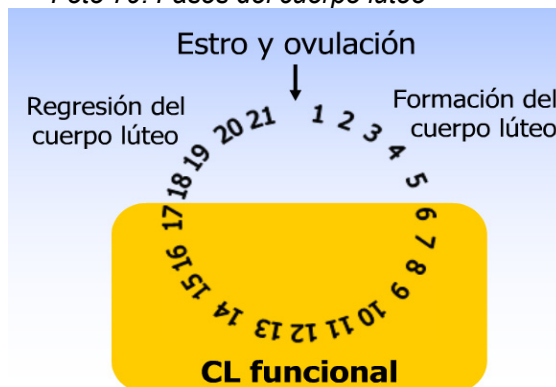 Estro y ovulación
Regresión del
cuerpo lúteo
Formación del
cuerpo lúteo
1 2 3 4 5 6 7 8 9 10 11 12 13 14 15 16 17 18 19 20 21
CL funcional